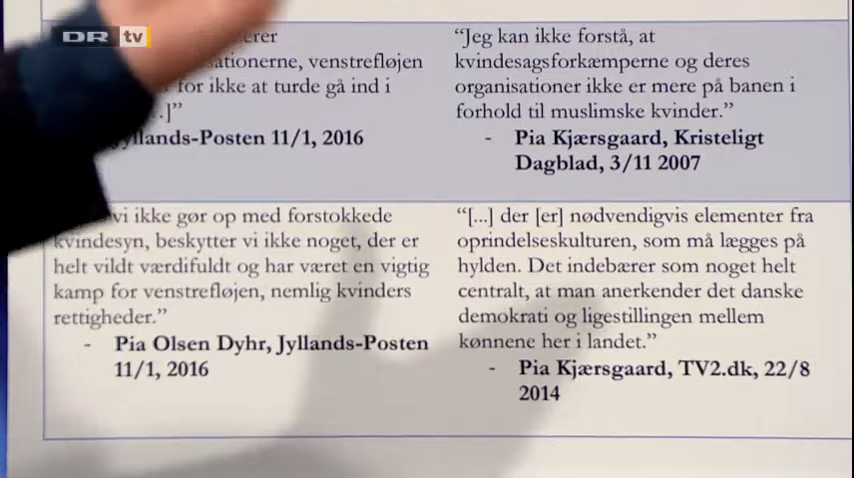 DR tv
ationerne, venstrefløjen
for ikke at turde gå ind i
.]”
Jyllands-Posten 11/1, 2016
“Jeg kan ikke forstå, at
kvindesagsforkæmperne og deres
organisationer ikke er mere på banen i
forhold til muslimske kvinder.”
- Pia Kjærsgaard, Kristeligt
Dagblad, 3/11 2007
vi ikke gør op med forstokkede
kvindesyn, beskytter vi ikke noget, der er
helt vildt værdifuldt og har været en vigtig
kamp for venstrefløjen, nemlig kvinders
rettigheder.”
- Pia Olsen Dyhr, Jyllands-Posten
11/1, 2016
“[...] der [er] nødvendigvis elementer fra
oprindelseskulturen, som må lægges på
hylden. Det indebærer som noget helt
centralt, at man anerkender det danske
demokrati og ligestillingen mellem
kønnene her i landet.”
- Pia Kjærsgaard, TV2.dk, 22/8
2014